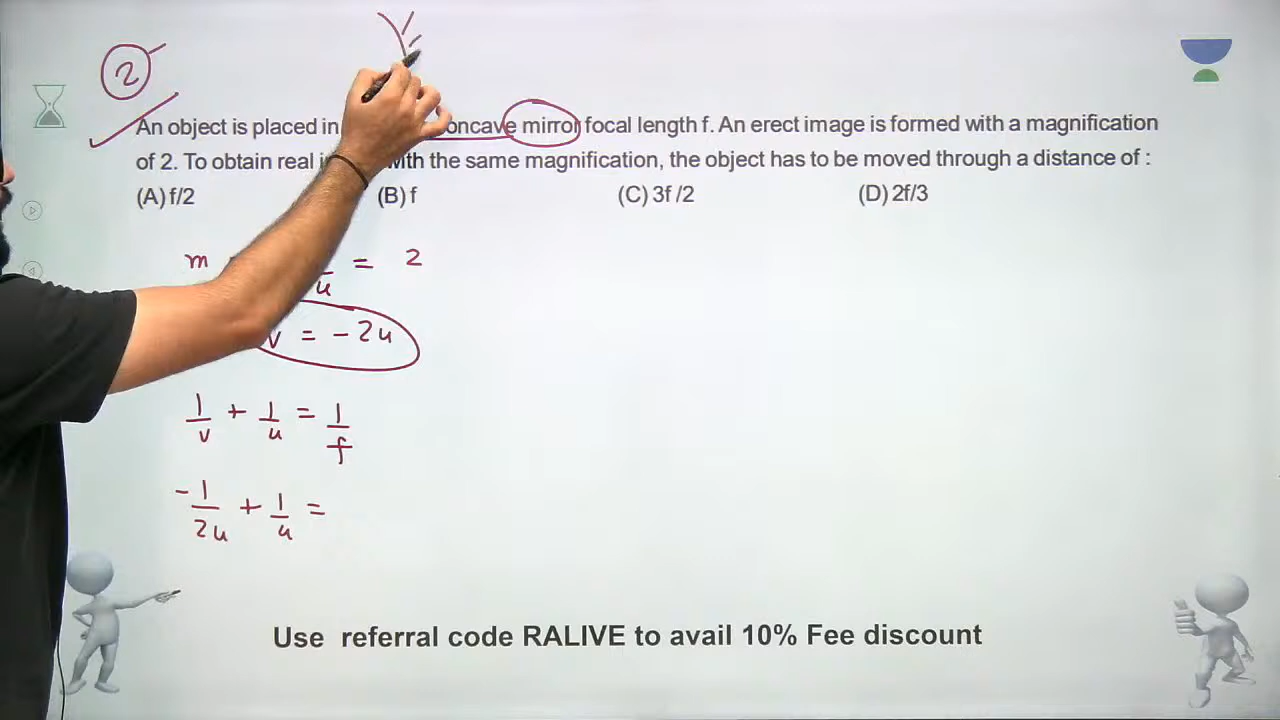 2
An object is placed in oncave mirror focal length f. An erect image is formed with a magnification
of 2. To obtain real with the same magnification, the object has to be moved through a distance of :
(A) f/2 (B) f (C) 3f /2 (D) 2f/3
m u = 2
v = -2u
1/v + 1/u = 1/f
-1/2u + 1/u =
Use referral code RALIVE to avail 10% Fee discount